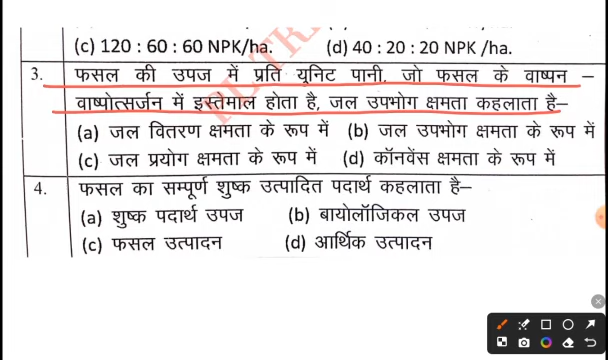 (c) 120 : 60 : 60 NPK/ha. (d) 40 : 20 : 20 NPK /ha.
3. फसल की उपज में प्रति यूनिट पानी, जो फसल के वाष्पन –
वाष्पोत्सर्जन में इस्तेमाल होता है, जल उपभोग क्षमता कहलाता है–
(a) जल वितरण क्षमता के रूप में (b) जल उपभोग क्षमता के रूप में
(c) जल प्रयोग क्षमता के रूप में (d) कॉनवेंस क्षमता के रूप में
4. फसल का सम्पूर्ण शुष्क उत्पादित पदार्थ कहलाता है–
(a) शुष्क पदार्थ उपज (b) बायोलॉजिकल उपज
(c) फसल उत्पादन (d) आर्थिक उत्पादन